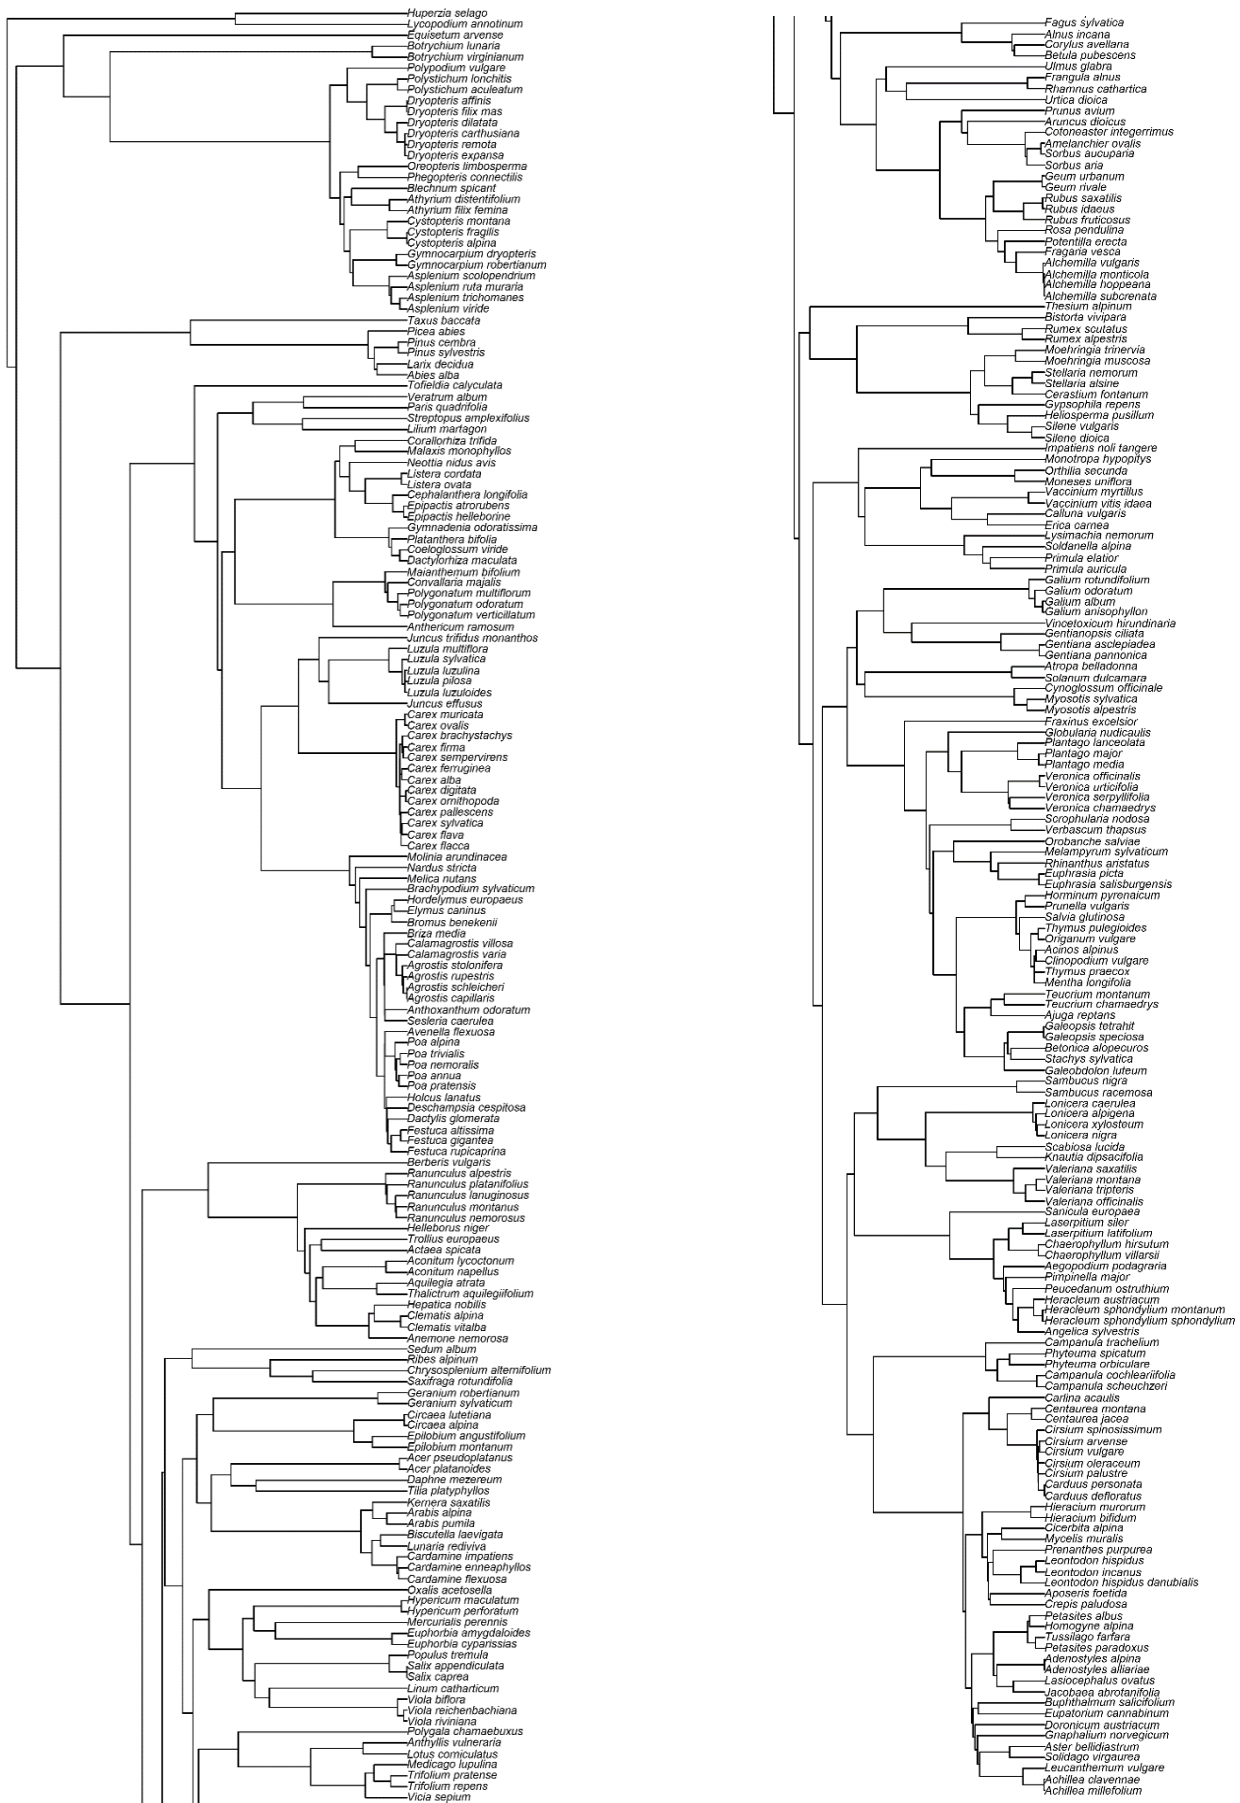 Huperzia selago
Lycopodium annotinum
Equisetum arvense
Botrychium lunaria
Botrychium virginianum
Polypodium vulgare
Polystichum lonchitis
Polystichum aculeatum
Dryopteris affinis
Dryopteris filix mas
Dryopteris dilatata
Dryopteris carthusiana
Dryopteris remota
Dryopteris expansa
Oreopteris limbosperma
Phegopteris connectilis
Blechnum spicant
Athyrium distentifolium
Athyrium filix femina
Cystopteris montana
Cystopteris fragilis
Cystopteris alpina
Gymnocarpium dryopteris
Gymnocarpium robertianum
Asplenium scolopendrium
Asplenium ruta muraria
Asplenium trichomanes
Asplenium viride
Taxus baccata
Picea abies
Pinus cembra
Pinus sylvestris
Larix decidua
Abies alba
Tofieldia calyculata
Veratrum album
Paris quadrifolia
Streptopus amplexifolius
Lilium martagon
Corallorhiza trifida
Malaxis monophyllos
Neottia nidus avis
Listera cordata
Listera ovata
Cephalanthera longifolia
Epipactis atrorubens
Epipactis helleborine
Gymnadenia odoratissima
Platanthera bifolia
Coeloglossum viride
Dactylorhiza maculata
Maianthemum bifolium
Convallaria majalis
Polygonatum multiflorum
Polygonatum odoratum
Polygonatum verticillatum
Anthericum ramosum
Juncus trifidus monanthos
Luzula multiflora
Luzula sylvatica
Luzula luzulina
Luzula pilosa
Luzula luzuloides
Juncus effusus
Carex muricata
Carex ovalis
Carex brachystachys
Carex firma
Carex sempervirens
Carex ferruginea
Carex alba
Carex digitata
Carex ornithopoda
Carex pallescens
Carex sylvatica
Carex flava
Carex flacca
Molinia arundinacea
Nardus stricta
Melica nutans
Brachypodium sylvaticum
Hordelymus europaeus
Elymus caninus
Bromus benekenii
Briza media
Calamagrostis villosa
Calamagrostis varia
Agrostis stolonifera
Agrostis rupestris
Agrostis schleicheri
Agrostis capillaris
Anthoxanthum odoratum
Sesleria caerulea
Avenella flexuosa
Poa alpina
Poa trivialis
Poa nemoralis
Poa annua
Poa pratensis
Holcus lanatus
Deschampsia cespitosa
Dactylis glomerata
Festuca altissima
Festuca gigantea
Festuca rupicaprina
Berberis vulgaris
Ranunculus alpestris
Ranunculus platanifolius
Ranunculus lanuginosus
Ranunculus montanus
Ranunculus nemorosus
Helleborus niger
Trollius europaeus
Actaea spicata
Aconitum lycoctonum
Aconitum napellus
Aquilegia atrata
Thalictrum aquilegiifolium
Hepatica nobilis
Clematis alpina
Clematis vitalba
Anemone nemorosa
Sedum album
Ribes alpinum
Chrysosplenium alternifolium
Saxifraga rotundifolia
Geranium robertianum
Geranium sylvaticum
Circaea lutetiana
Circaea alpina
Epilobium angustifolium
Epilobium montanum
Acer pseudoplatanus
Acer platanoides
Daphne mezereum
Tilia platyphyllos
Kernera saxatilis
Arabis alpina
Arabis pumila
Biscutella laevigata
Lunaria rediviva
Cardamine impatiens
Cardamine enneaphyllos
Cardamine flexuosa
Oxalis acetosella
Hypericum maculatum
Hypericum perforatum
Mercurialis perennis
Euphorbia amygdaloides
Euphorbia cyparissias
Populus tremula
Salix appendiculata
Salix caprea
Linum catharticum
Viola biflora
Viola reichenbachiana
Viola riviniana
Polygala chamaebuxus
Anthyllis vulneraria
Lotus corniculatus
Medicago lupulina
Trifolium pratense
Trifolium repens
Vicia sepium
Fagus sylvatica
Alnus incana
Corylus avellana
Betula pubescens
Ulmus glabra
Frangula alnus
Rhamnus cathartica
Urtica dioica
Prunus avium
Aruncus dioicus
Cotoneaster integerrimus
Amelanchier ovalis
Sorbus aucuparia
Sorbus aria
Geum urbanum
Geum rivale
Rubus saxatilis
Rubus idaeus
Rubus fruticosus
Rosa pendulina
Potentilla erecta
Fragaria vesca
Alchemilla vulgaris
Alchemilla monticola
Alchemilla hoppeana
Alchemilla subcrenata
Thesium alpinum
Bistorta vivipara
Rumex scutatus
Rumex alpestris
Moehringia trinervia
Moehringia muscosa
Stellaria nemorum
Stellaria alsine
Cerastium fontanum
Gypsophila repens
Heliosperma pusillum
Silene vulgaris
Silene dioica
Impatiens noli tangere
Monotropa hypopitys
Orthilia secunda
Moneses uniflora
Vaccinium myrtillus
Vaccinium vitis idaea
Calluna vulgaris
Erica carnea
Lysimachia nemorum
Soldanella alpina
Primula elatior
Primula auricula
Galium rotundifolium
Galium odoratum
Galium album
Galium anisophyllon
Vincetoxicum hirundinaria
Gentianopsis ciliata
Gentiana asclepiadea
Gentiana pannonica
Atropa belladonna
Solanum dulcamara
Cynoglossum officinale
Myosotis sylvatica
Myosotis alpestris
Fraxinus excelsior
Globularia nudicaulis
Plantago lanceolata
Plantago major
Plantago media
Veronica officinalis
Veronica urticifolia
Veronica serpyllifolia
Veronica chamaedrys
Scrophularia nodosa
Verbascum thapsus
Orobanche salviae
Melampyrum sylvaticum
Rhinanthus aristatus
Euphrasia picta
Euphrasia salisburgensis
Horminum pyrenaicum
Prunella vulgaris
Salvia glutinosa
Thymus pulegioides
Origanum vulgare
Acinos alpinus
Clinopodium vulgare
Thymus praecox
Mentha longifolia
Teucrium montanum
Teucrium chamaedrys
Ajuga reptans
Galeopsis tetrahit
Galeopsis speciosa
Betonica alopecuros
Stachys sylvatica
Galeobdolon luteum
Sambucus nigra
Sambucus racemosa
Lonicera caerulea
Lonicera alpigena
Lonicera xylosteum
Lonicera nigra
Scabiosa lucida
Knautia dipsacifolia
Valeriana saxatilis
Valeriana montana
Valeriana tripteris
Valeriana officinalis
Sanicula europaea
Laserpitium siler
Laserpitium latifolium
Chaerophyllum hirsutum
Chaerophyllum villarsii
Aegopodium podagraria
Pimpinella major
Peucedanum ostruthium
Heracleum austriacum
Heracleum sphondylium montanum
Heracleum sphondylium sphondylium
Angelica sylvestris
Campanula trachelium
Phyteuma spicatum
Phyteuma orbiculare
Campanula cochleariifolia
Campanula scheuchzeri
Carlina acaulis
Centaurea montana
Centaurea jacea
Cirsium spinosissimum
Cirsium arvense
Cirsium vulgare
Cirsium oleraceum
Cirsium palustre
Carduus personata
Carduus defloratus
Hieracium murorum
Hieracium bifidum
Cicerbita alpina
Mycelis muralis
Prenanthes purpurea
Leontodon hispidus
Leontodon incanus
Leontodon hispidus danubialis
Aposeris foetida
Crepis paludosa
Petasites albus
Homogyne alpina
Tussilago farfara
Petasites paradoxus
Adenostyles alpina
Adenostyles alliariae
Lasiocephalus ovatus
Jacobaea abrotanifolia
Buphthalmum salicifolium
Eupatorium cannabinum
Doronicum austriacum
Gnaphalium norvegicum
Aster bellidiastrum
Solidago virgaurea
Leucanthemum vulgare
Achillea clavennae
Achillea millefolium